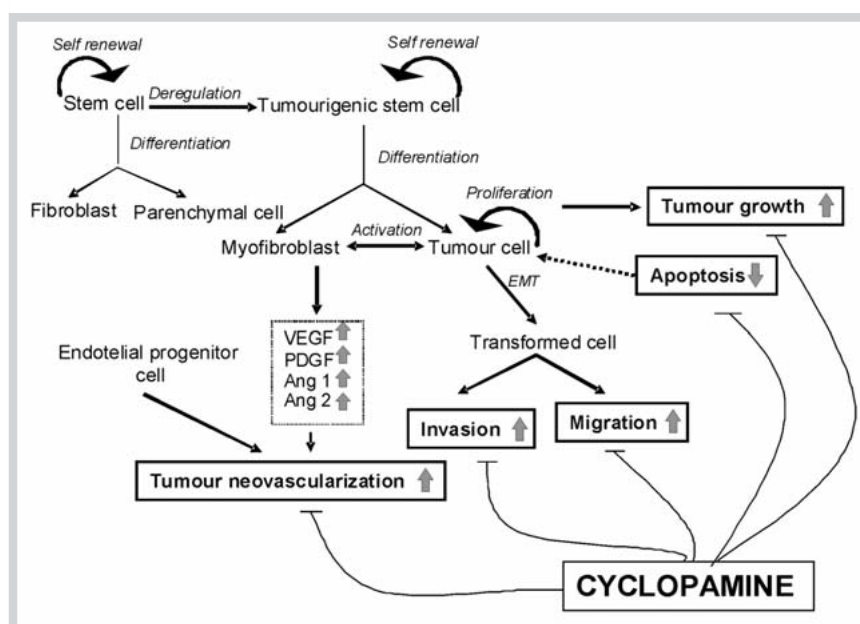 Self renewal
Self renewal
Stem cell
Deregulation
Tumourigenic stem cell
Differentiation
Differentiation
Fibroblast
Parenchymal cell
Proliferation
Tumour growth
Myofibroblast
Activation
Tumour cell
Apoptosis
EMT
VEGF
PDGF
Ang 1
Ang 2
Endotelial progenitor
cell
Transformed cell
Invasion
Migration
Tumour neovascularization
CYCLOPAMINE